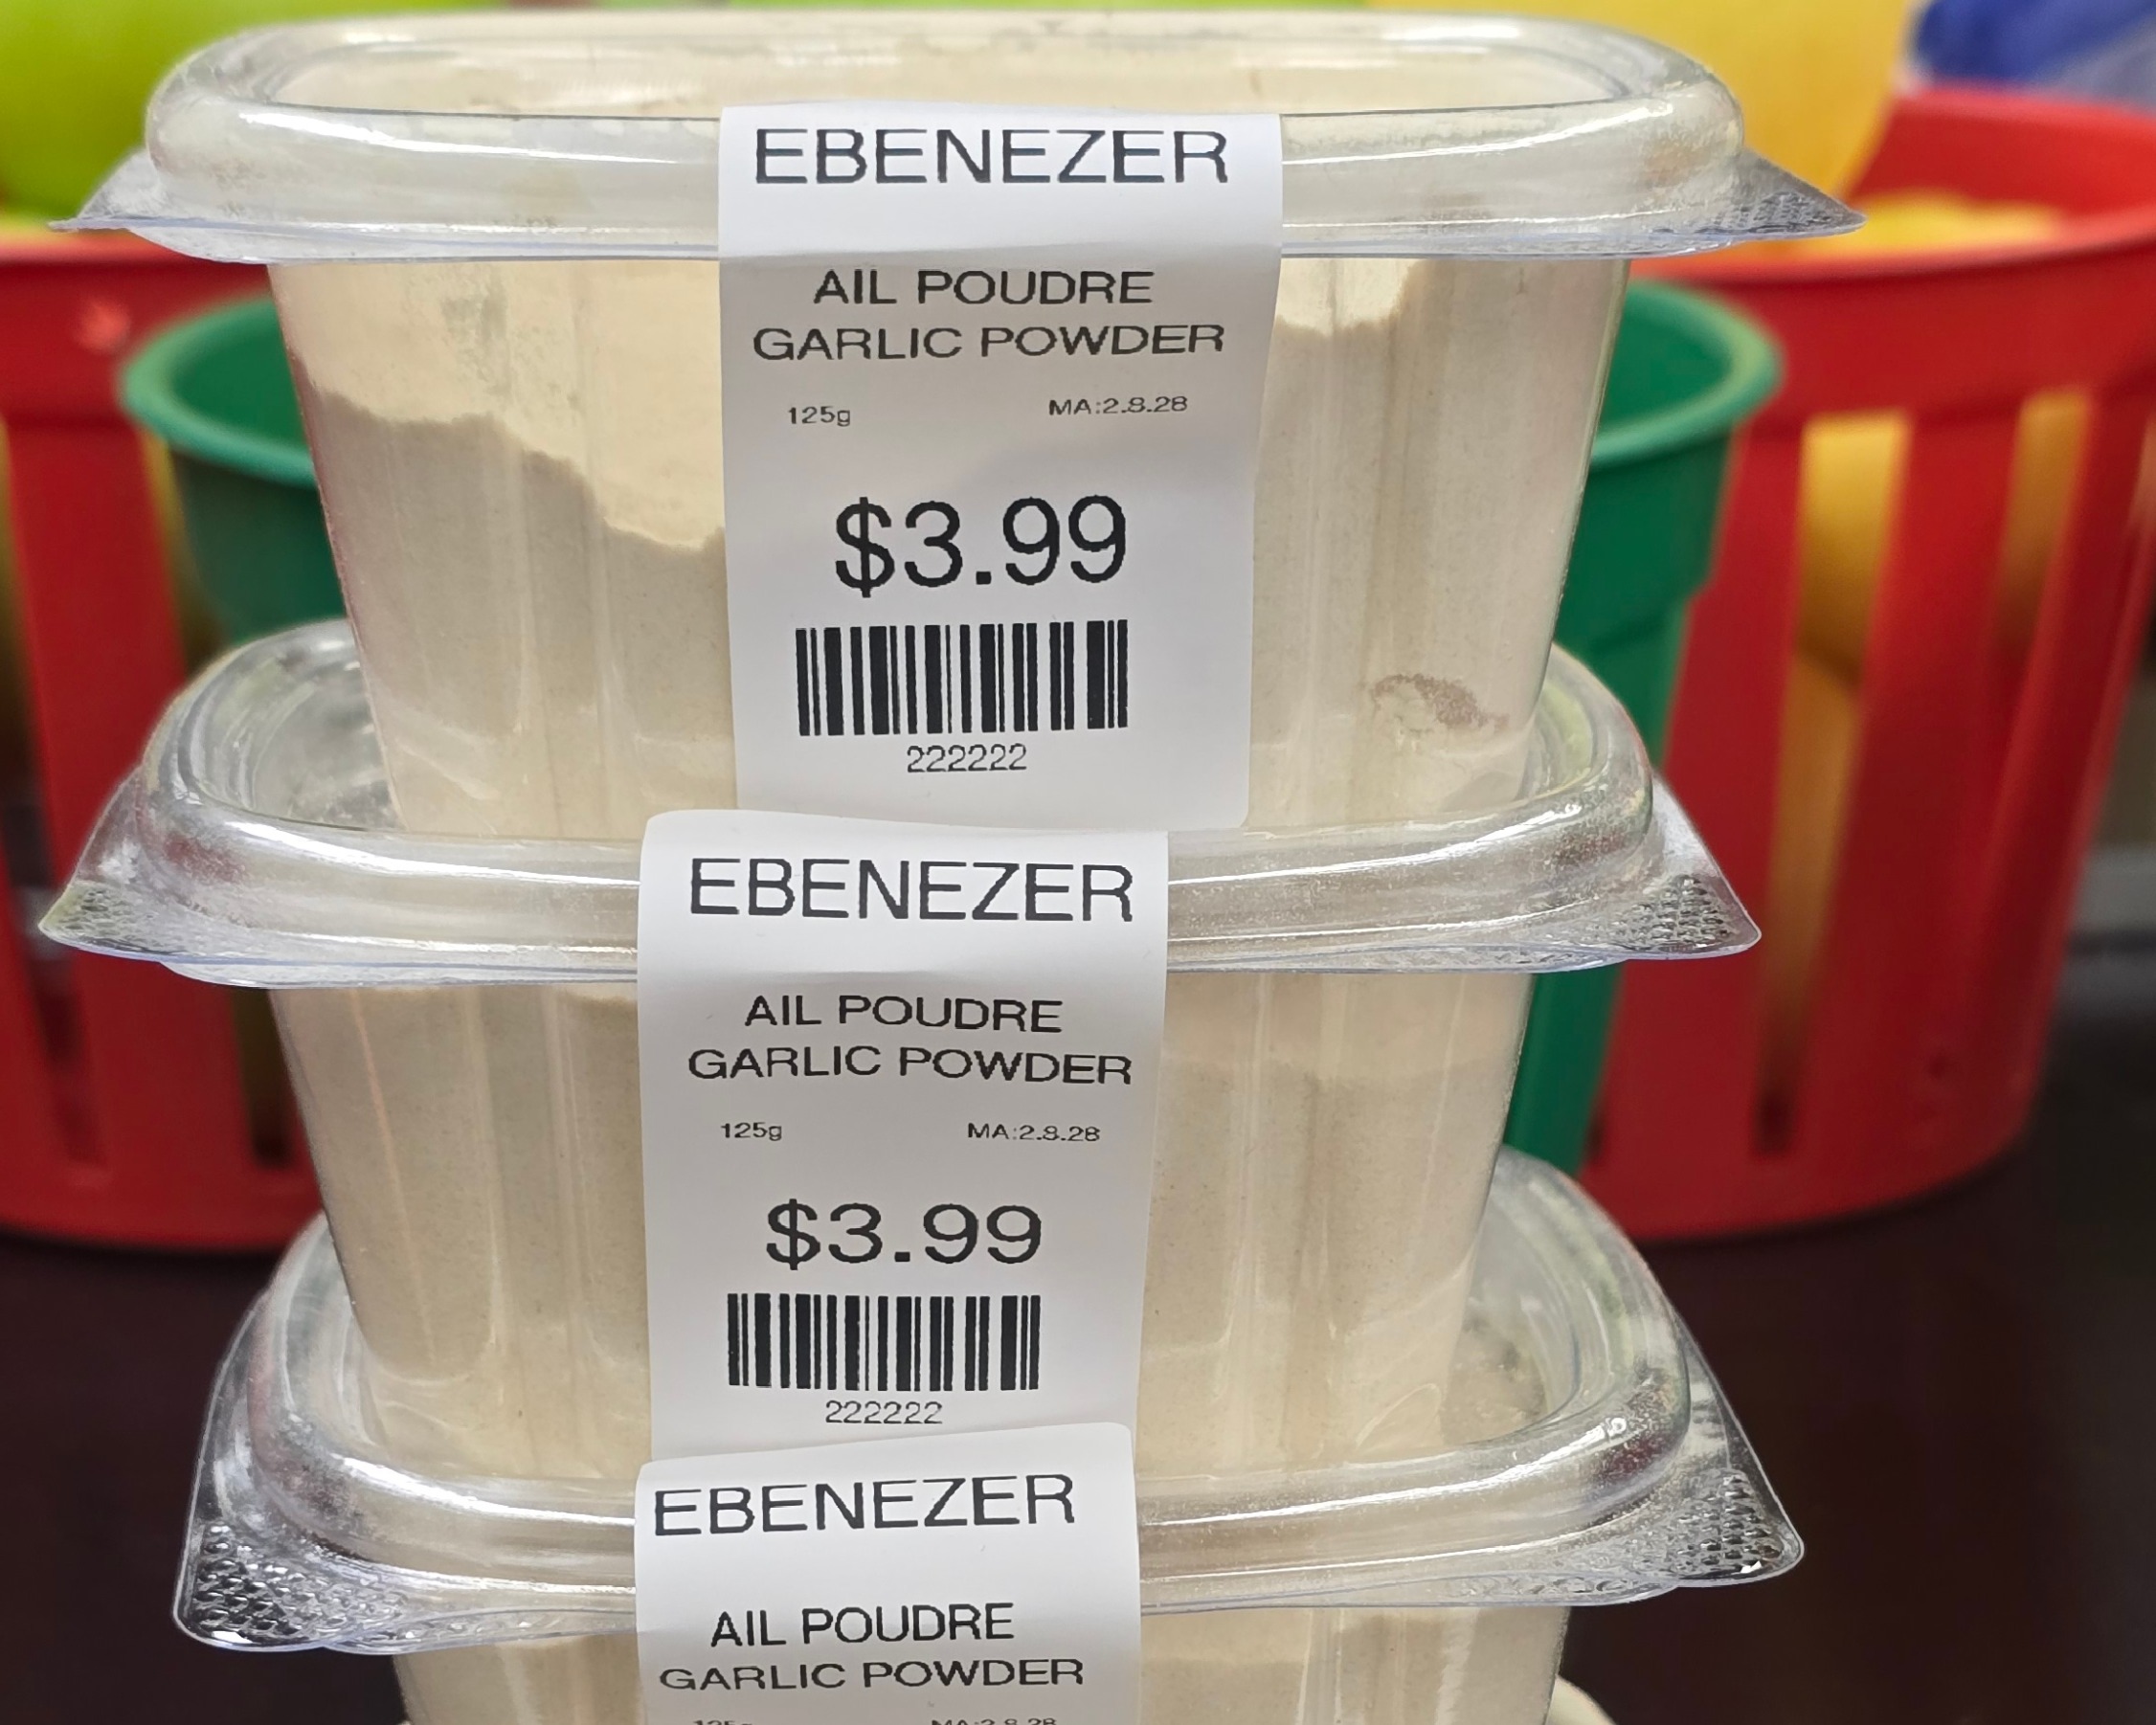 EBENEZER
AIL POUDRE
GARLIC POWDER
125g MA:2.8.28
$3.99
222222
EBENEZER
AIL POUDRE
GARLIC POWDER
125g MA:2.8.28
$3.99
222222
EBENEZER
AIL POUDRE
GARLIC POWDER